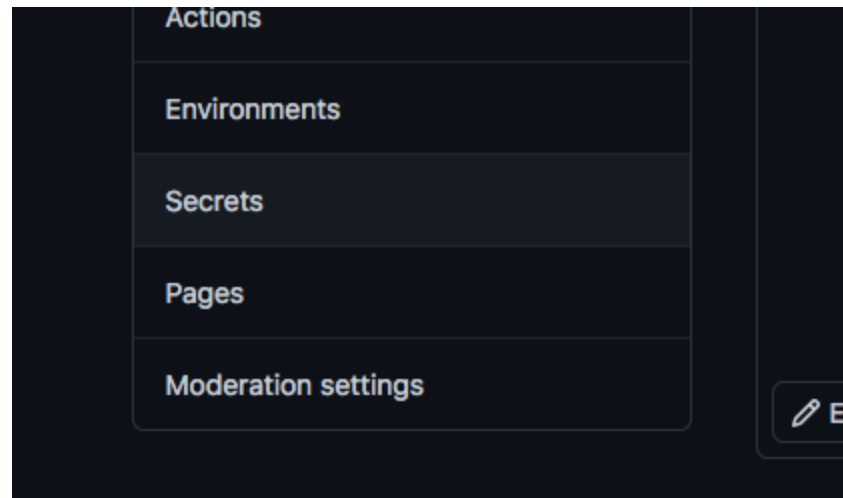 Actions
Environments
Secrets
Pages
Moderation settings
E